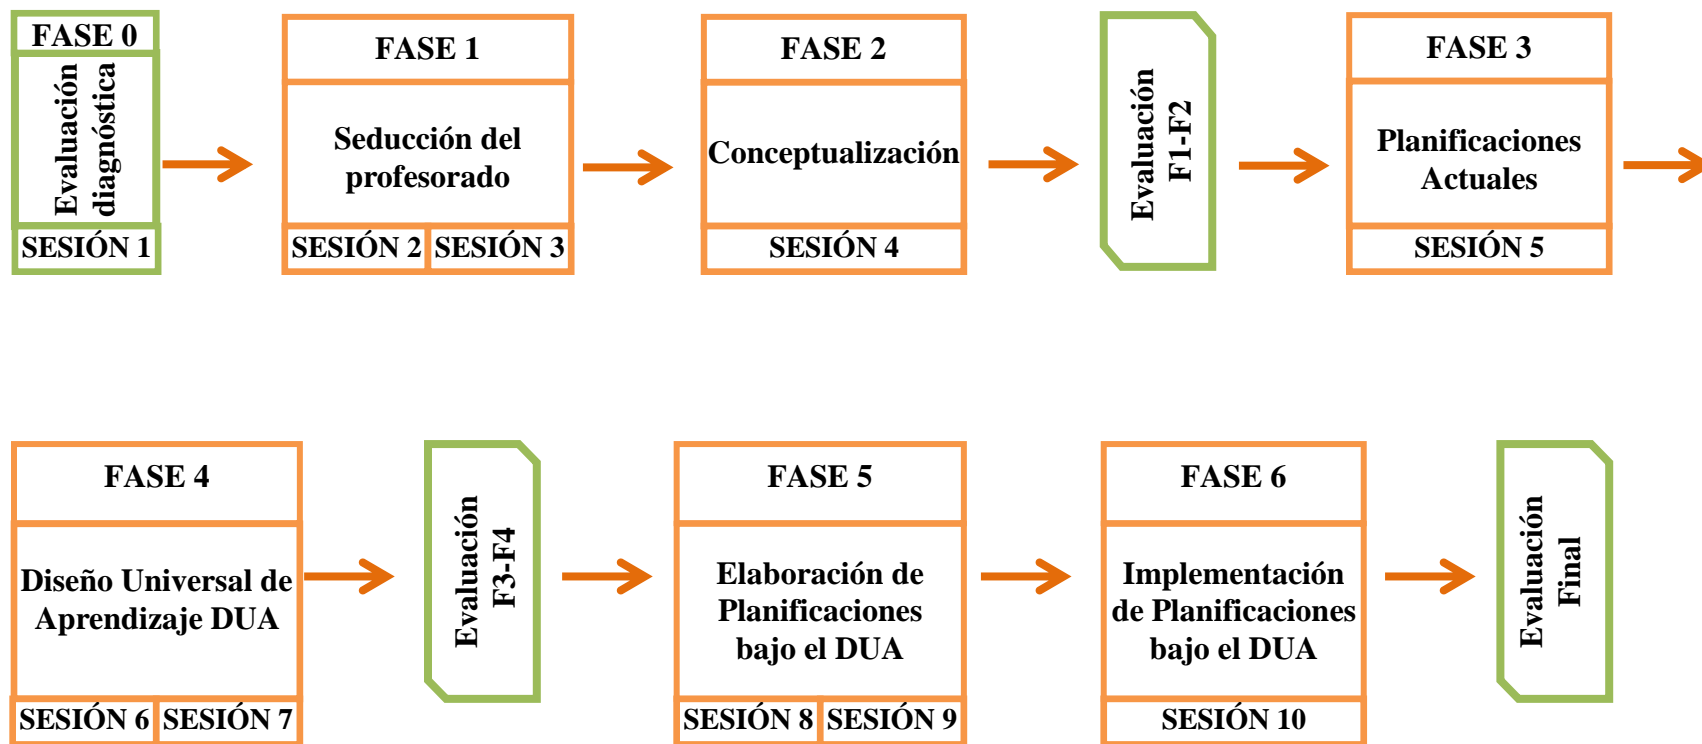 FASE 0
Evaluación
diagnóstica
SESIÓN 1
FASE 1
Seducción del
profesorado
SESIÓN 2
SESIÓN 3
FASE 2
Conceptualización
SESIÓN 4
Evaluación
F1-F2
FASE 3
Planificaciones
Actuales
SESIÓN 5
FASE 4
Diseño Universal de
Aprendizaje DUA
SESIÓN 6
SESIÓN 7
Evaluación
F3-F4
FASE 5
Elaboración de
Planificaciones
bajo el DUA
SESIÓN 8
SESIÓN 9
FASE 6
Implementación
de Planificaciones
bajo el DUA
SESIÓN 10
Evaluación
Final